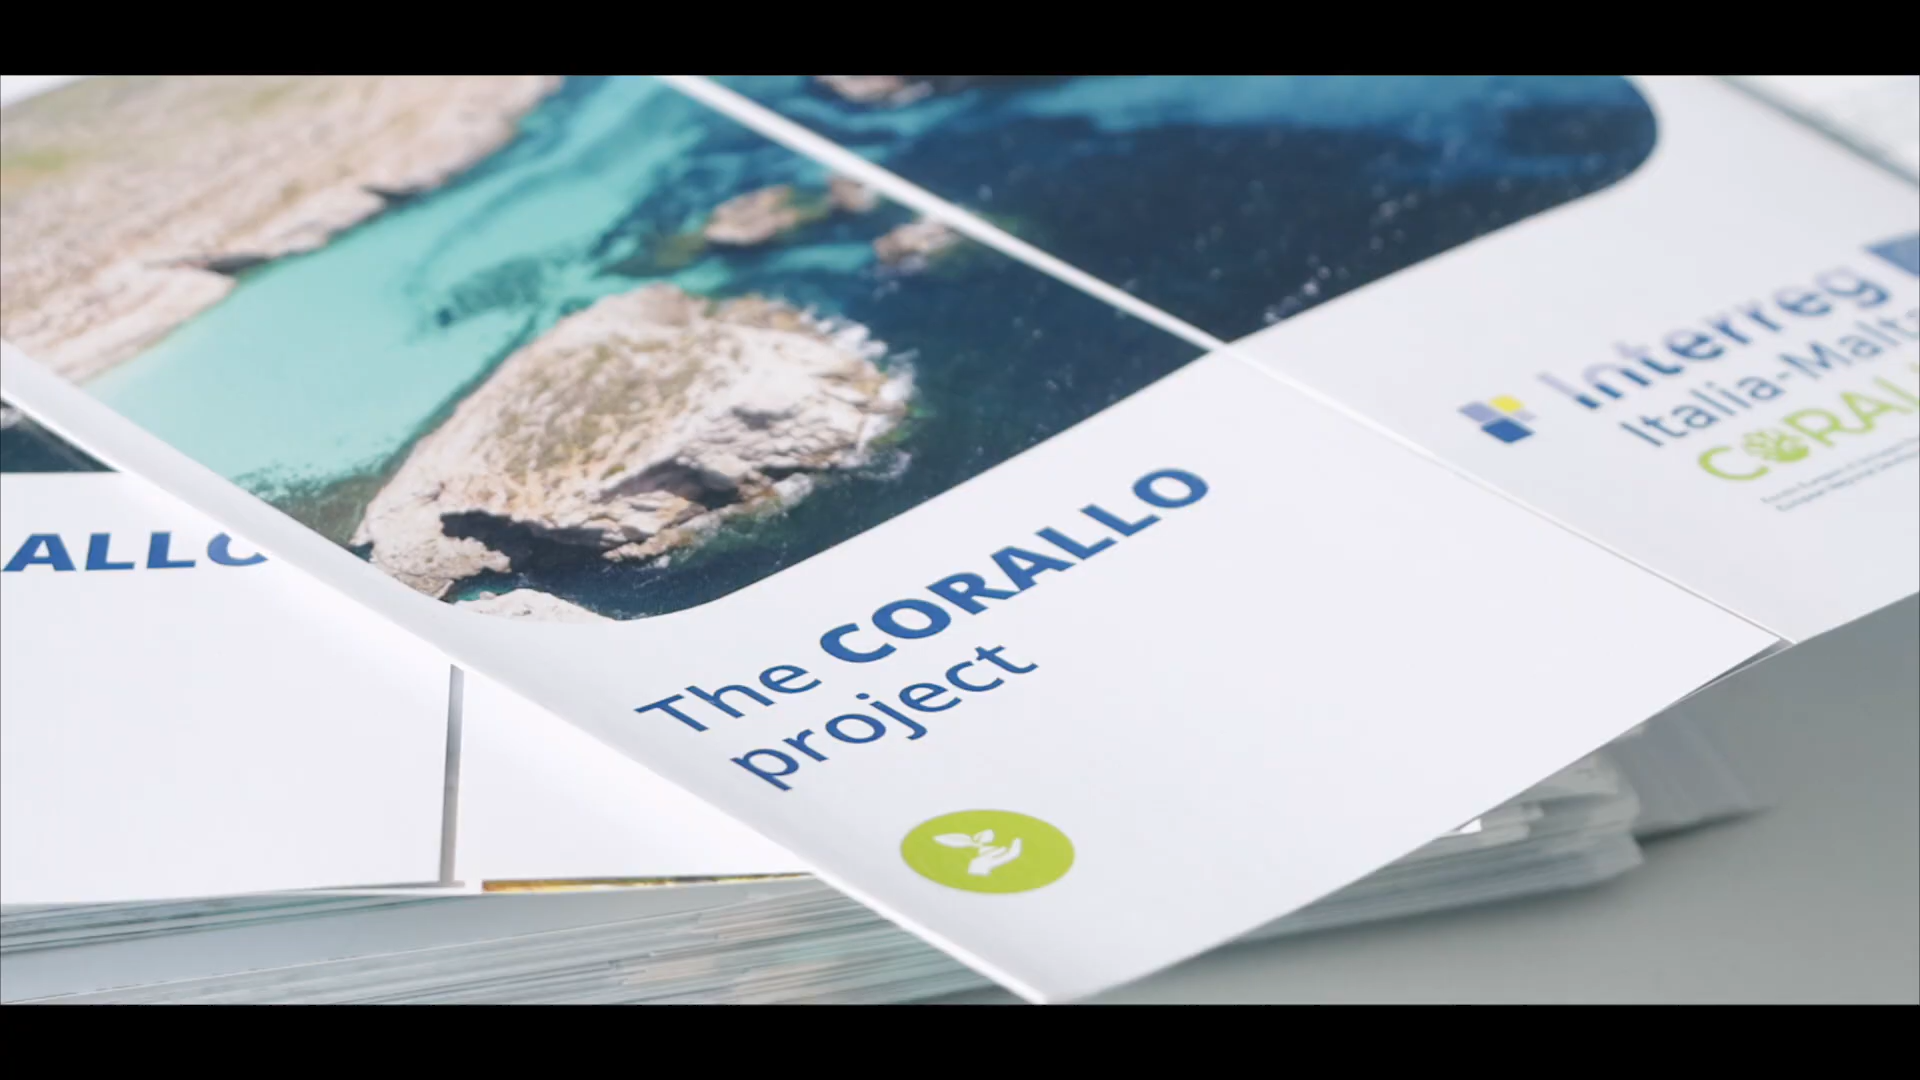 ALLO
The CORALLO
project
Interreg
Italia-Malta
CORAL